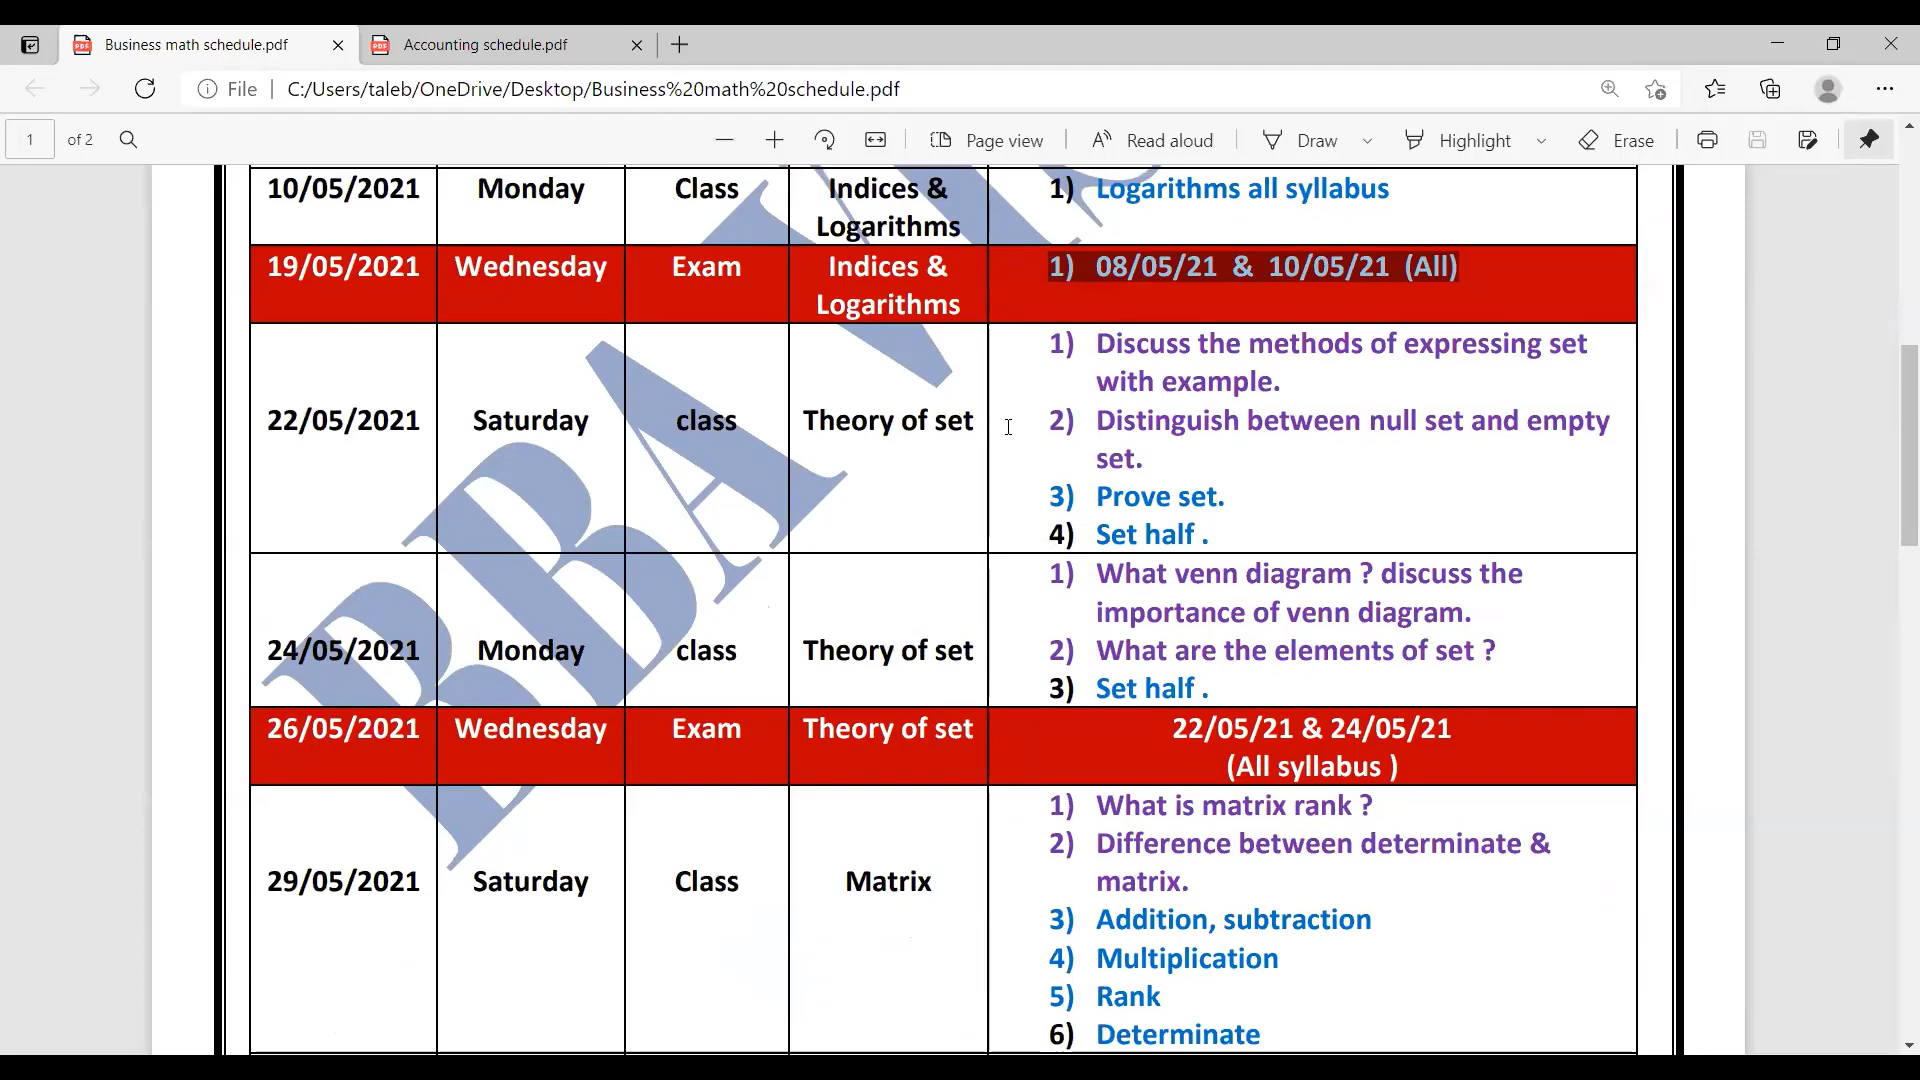 Business math schedule.pdf
Accounting schedule.pdf
File C:/Users/taleb/OneDrive/Desktop/Business%20math%20schedule.pdf
1 of 2 Page view Read aloud Draw Highlight Erase
10/05/2021 Monday Class Indices & Logarithms 1) Logarithms all syllabus
19/05/2021 Wednesday Exam Indices & Logarithms 1) 08/05/21 & 10/05/21 (All)
22/05/2021 Saturday class Theory of set
1) Discuss the methods of expressing set
with example.
2) Distinguish between null set and empty
set.
3) Prove set.
4) Set half .
24/05/2021 Monday class Theory of set
1) What venn diagram ? discuss the
importance of venn diagram.
2) What are the elements of set ?
3) Set half .
26/05/2021 Wednesday Exam Theory of set 22/05/21 & 24/05/21
(All syllabus )
29/05/2021 Saturday Class Matrix
1) What is matrix rank ?
2) Difference between determinate &
matrix.
3) Addition, subtraction
4) Multiplication
5) Rank
6) Determinate
BBA